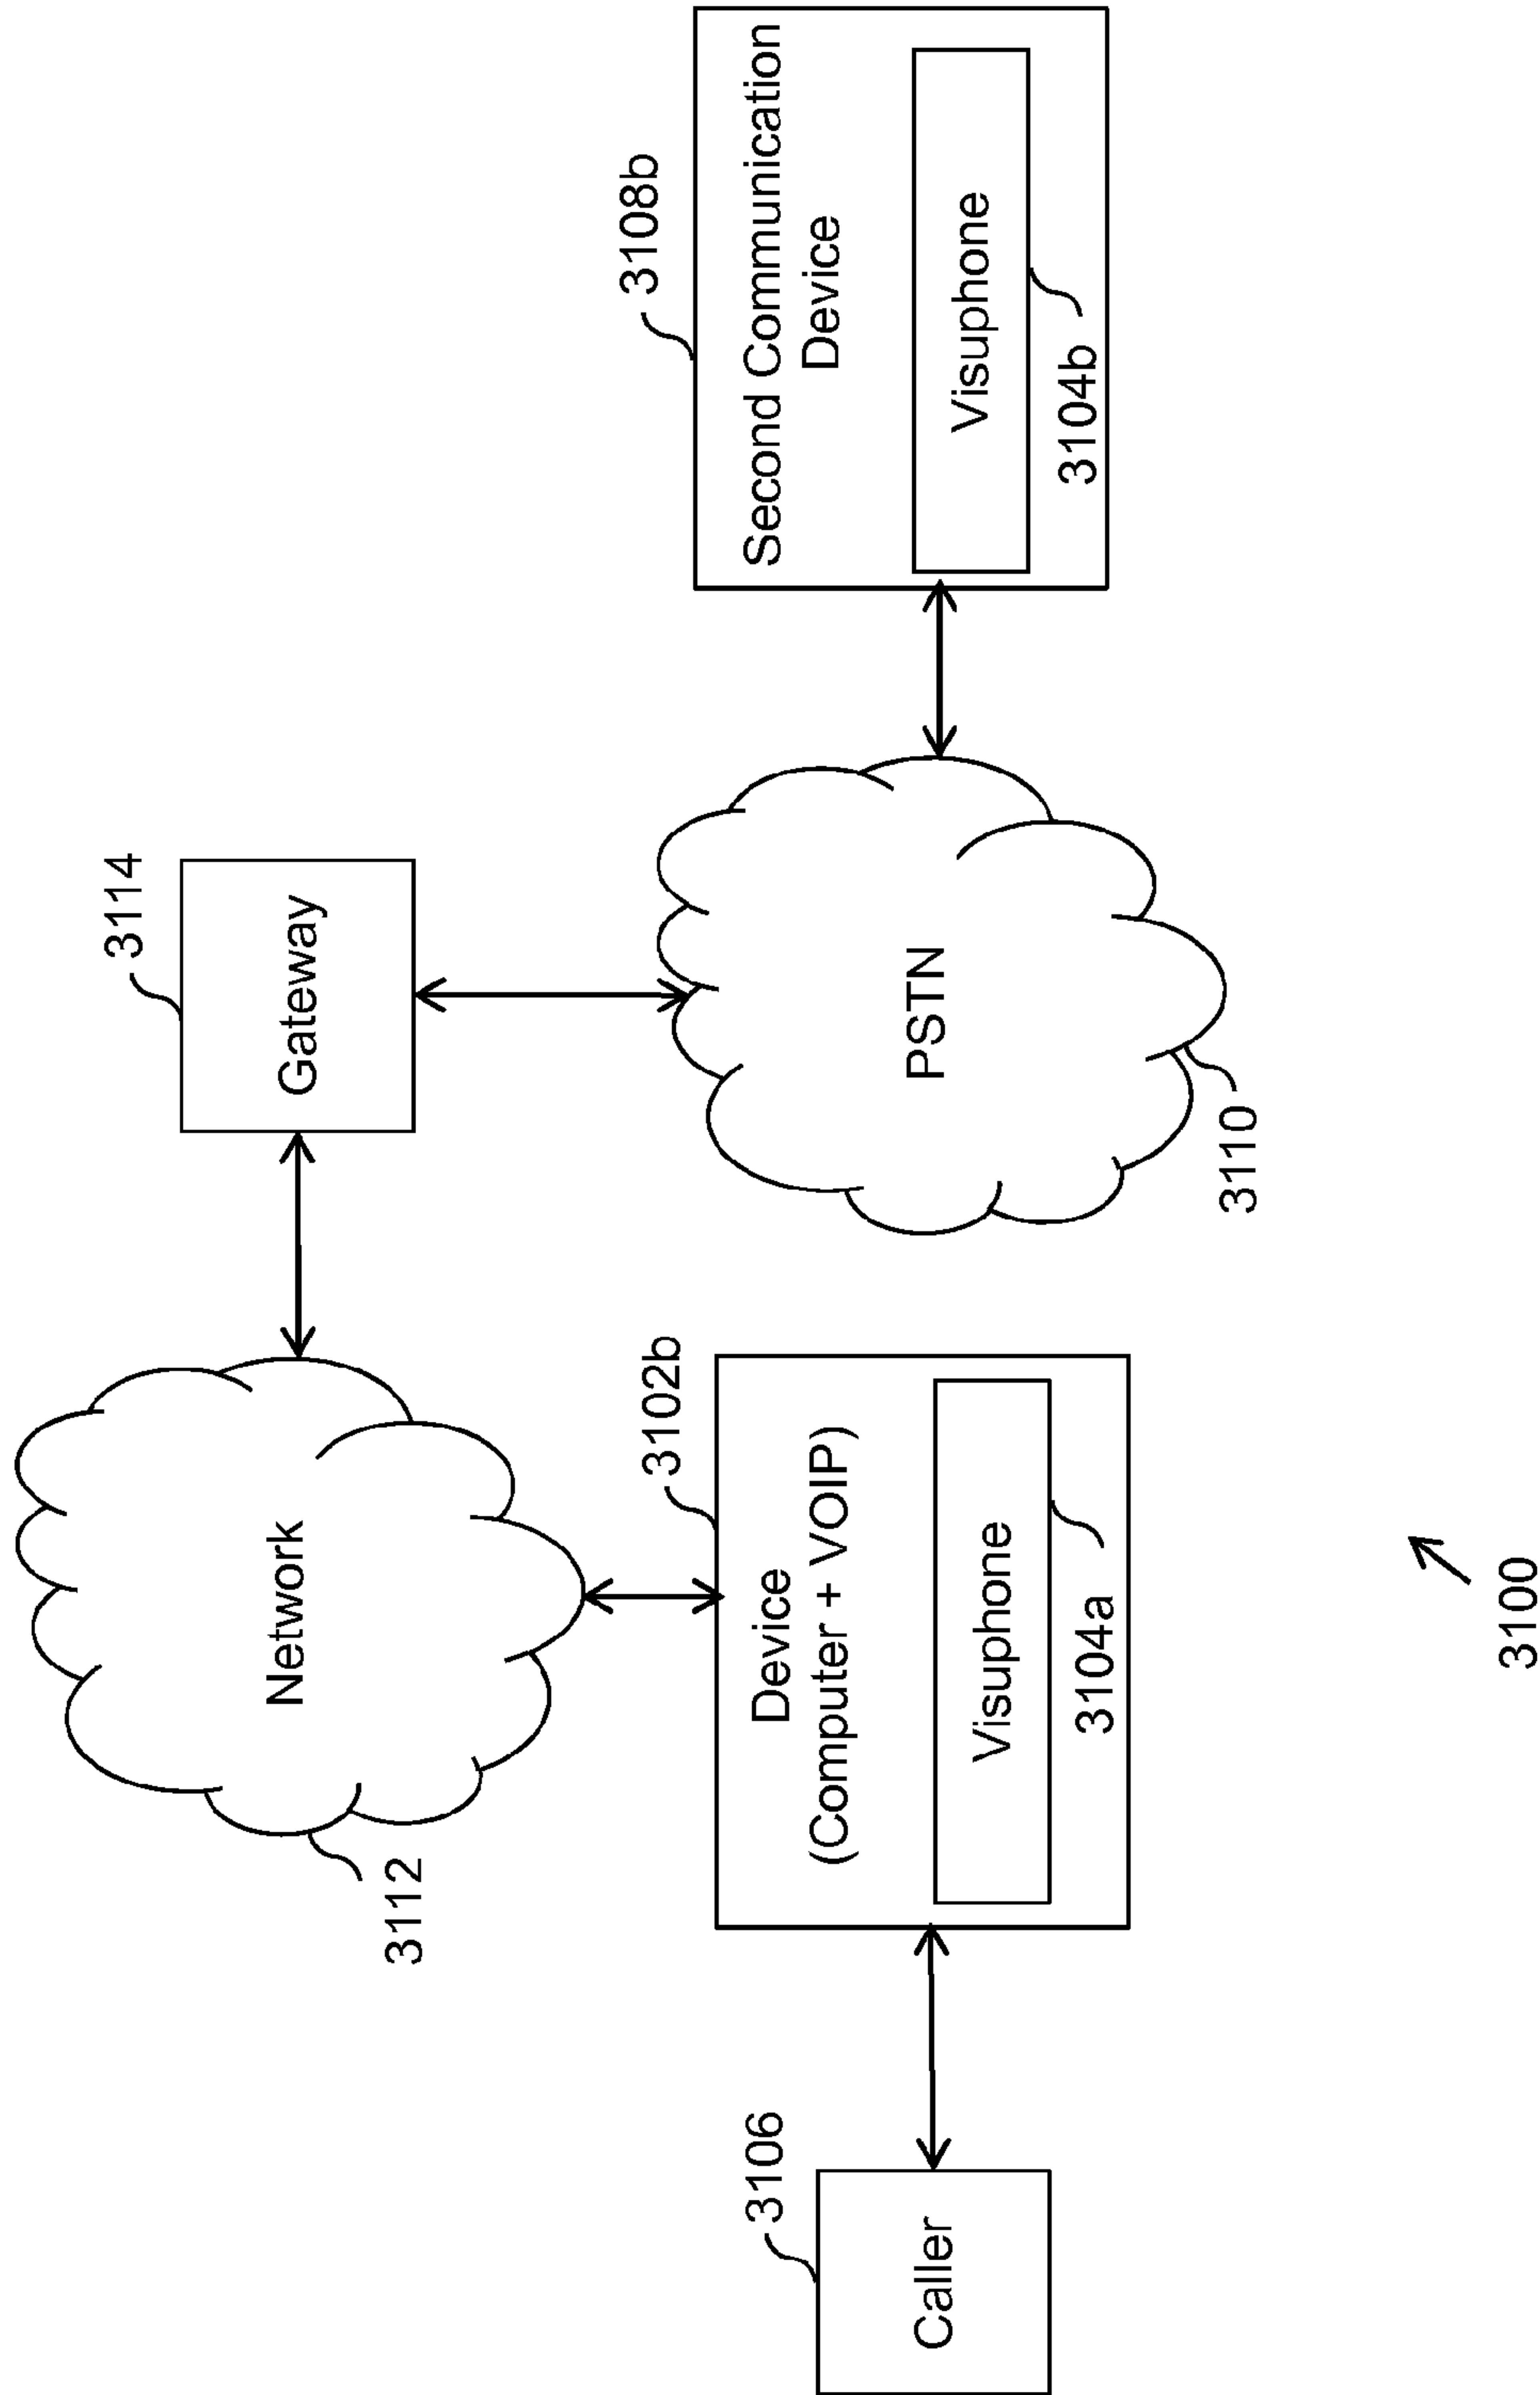 Network
3112
3114
Gateway
3108b
Second Communication
Device
Visuphone
3104b
3102b
Device
(Computer + VOIP)
Visuphone
3104a
PSTN
3110
3106
Caller
3100